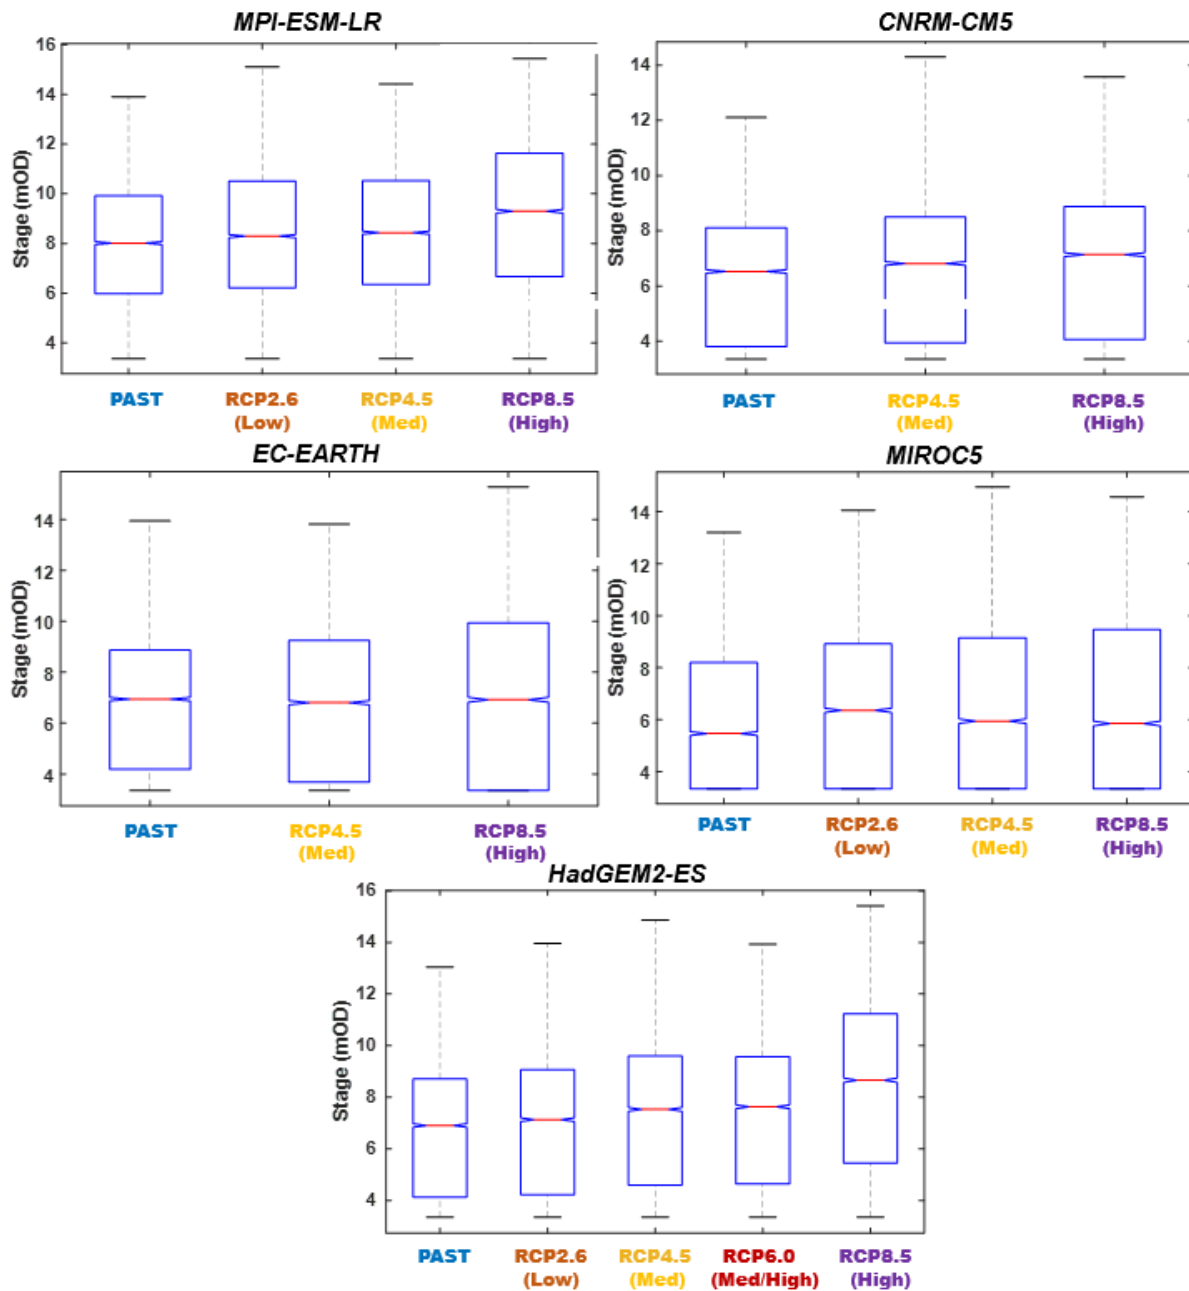 MPI-ESM-LR
Stage (mOD)
16
14
12
10
8
6
4
PAST RCP2.6 RCP4.5 RCP8.5
(Low) (Med) (High)
CNRM-CM5
Stage (mOD)
14
12
10
8
6
4
PAST RCP4.5 RCP8.5
(Med) (High)
EC-EARTH
Stage (mOD)
14
12
10
8
6
4
PAST RCP4.5 RCP8.5
(Med) (High)
MIROC5
Stage (mOD)
14
12
10
8
6
4
PAST RCP2.6 RCP4.5 RCP8.5
(Low) (Med) (High)
HadGEM2-ES
Stage (mOD)
16
14
12
10
8
6
4
PAST RCP2.6 RCP4.5 RCP6.0 RCP8.5
(Low) (Med) (Med/High) (High)